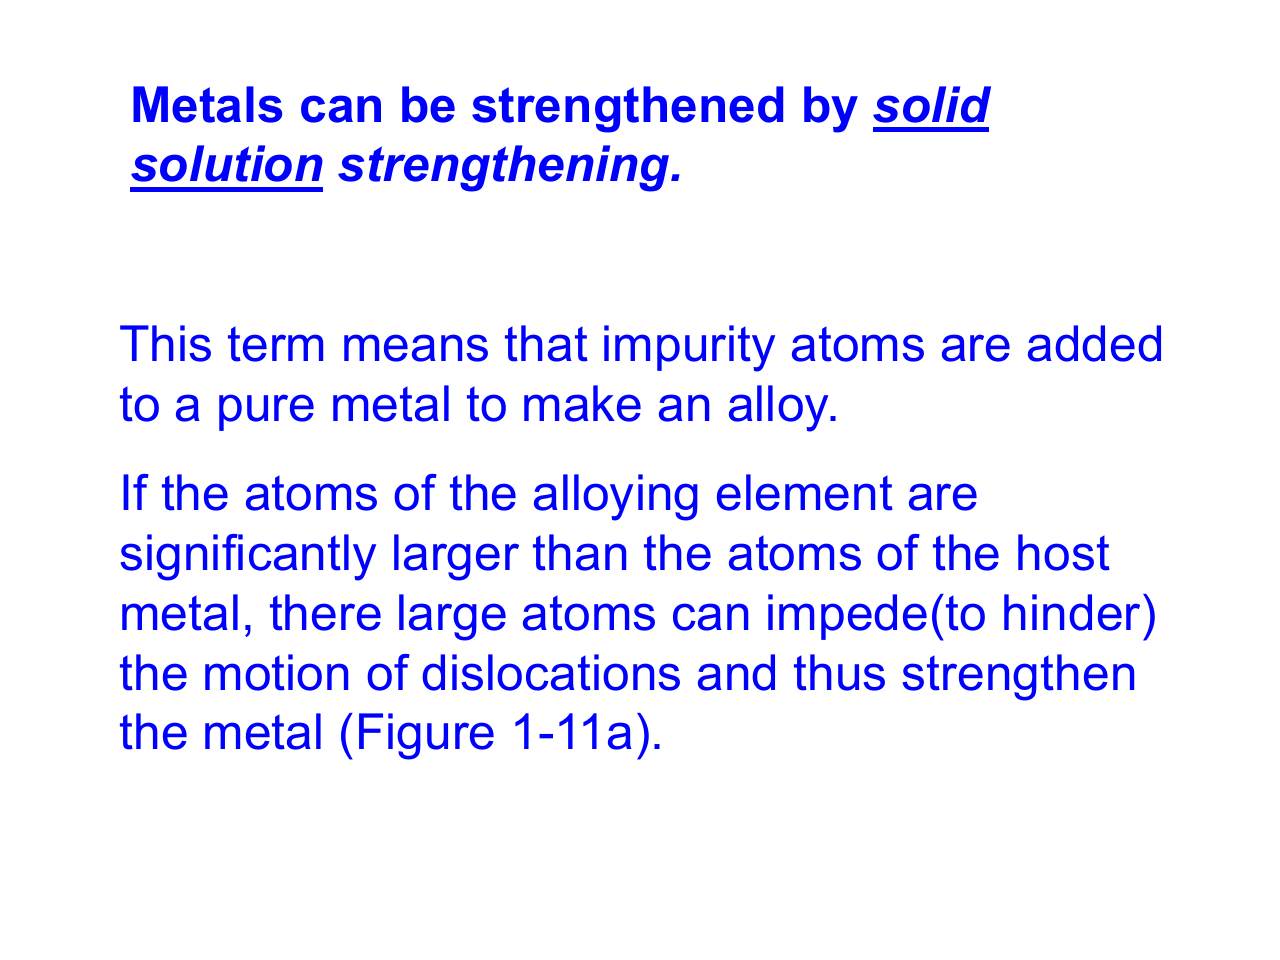 Metals can be strengthened by solid
solution strengthening.
This term means that impurity atoms are added
to a pure metal to make an alloy.
If the atoms of the alloying element are
significantly larger than the atoms of the host
metal, there large atoms can impede(to hinder)
the motion of dislocations and thus strengthen
the metal (Figure 1-11a).